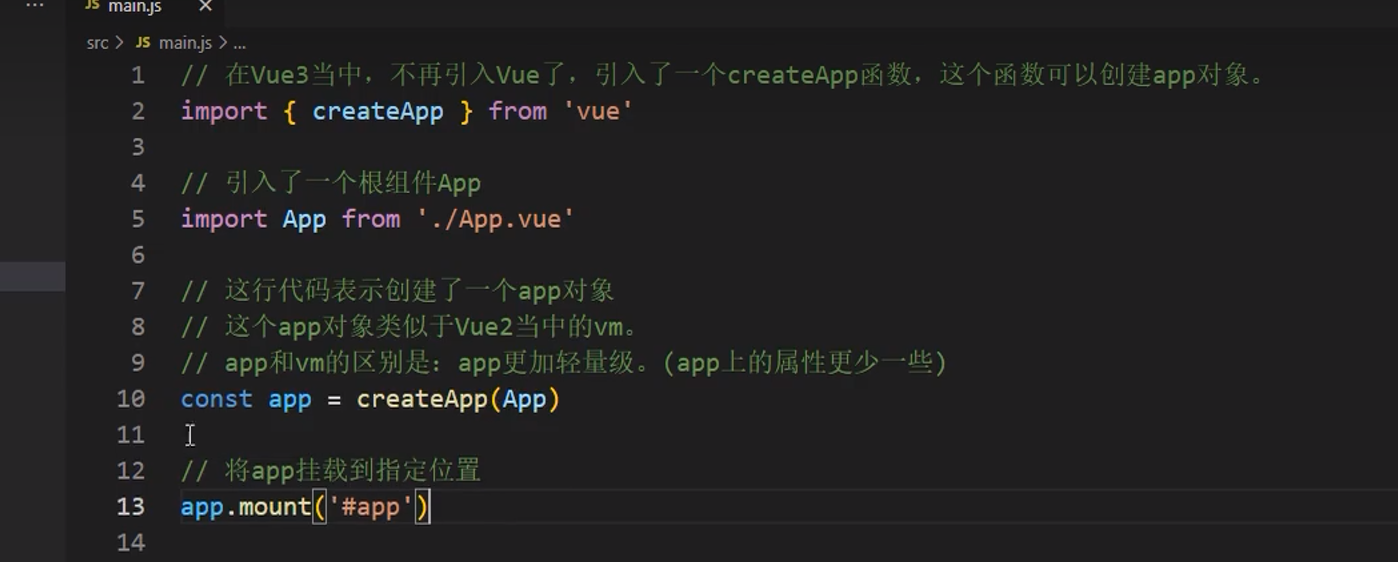 ··· JS main.js ×
src > JS main.js > ...
1 // 在Vue3当中，不再引入Vue了，引入了一个createApp函数，这个函数可以创建app对象。
2 import { createApp } from 'vue'
3
4 // 引入了一个根组件App
5 import App from './App.vue'
6
7 // 这行代码表示创建了一个app对象
8 // 这个app对象类似于Vue2当中的vm。
9 // app和vm的区别是：app更加轻量级。(app上的属性更少一些)
10 const app = createApp(App)
11
12 // 将app挂载到指定位置
13 app.mount('#app')
14